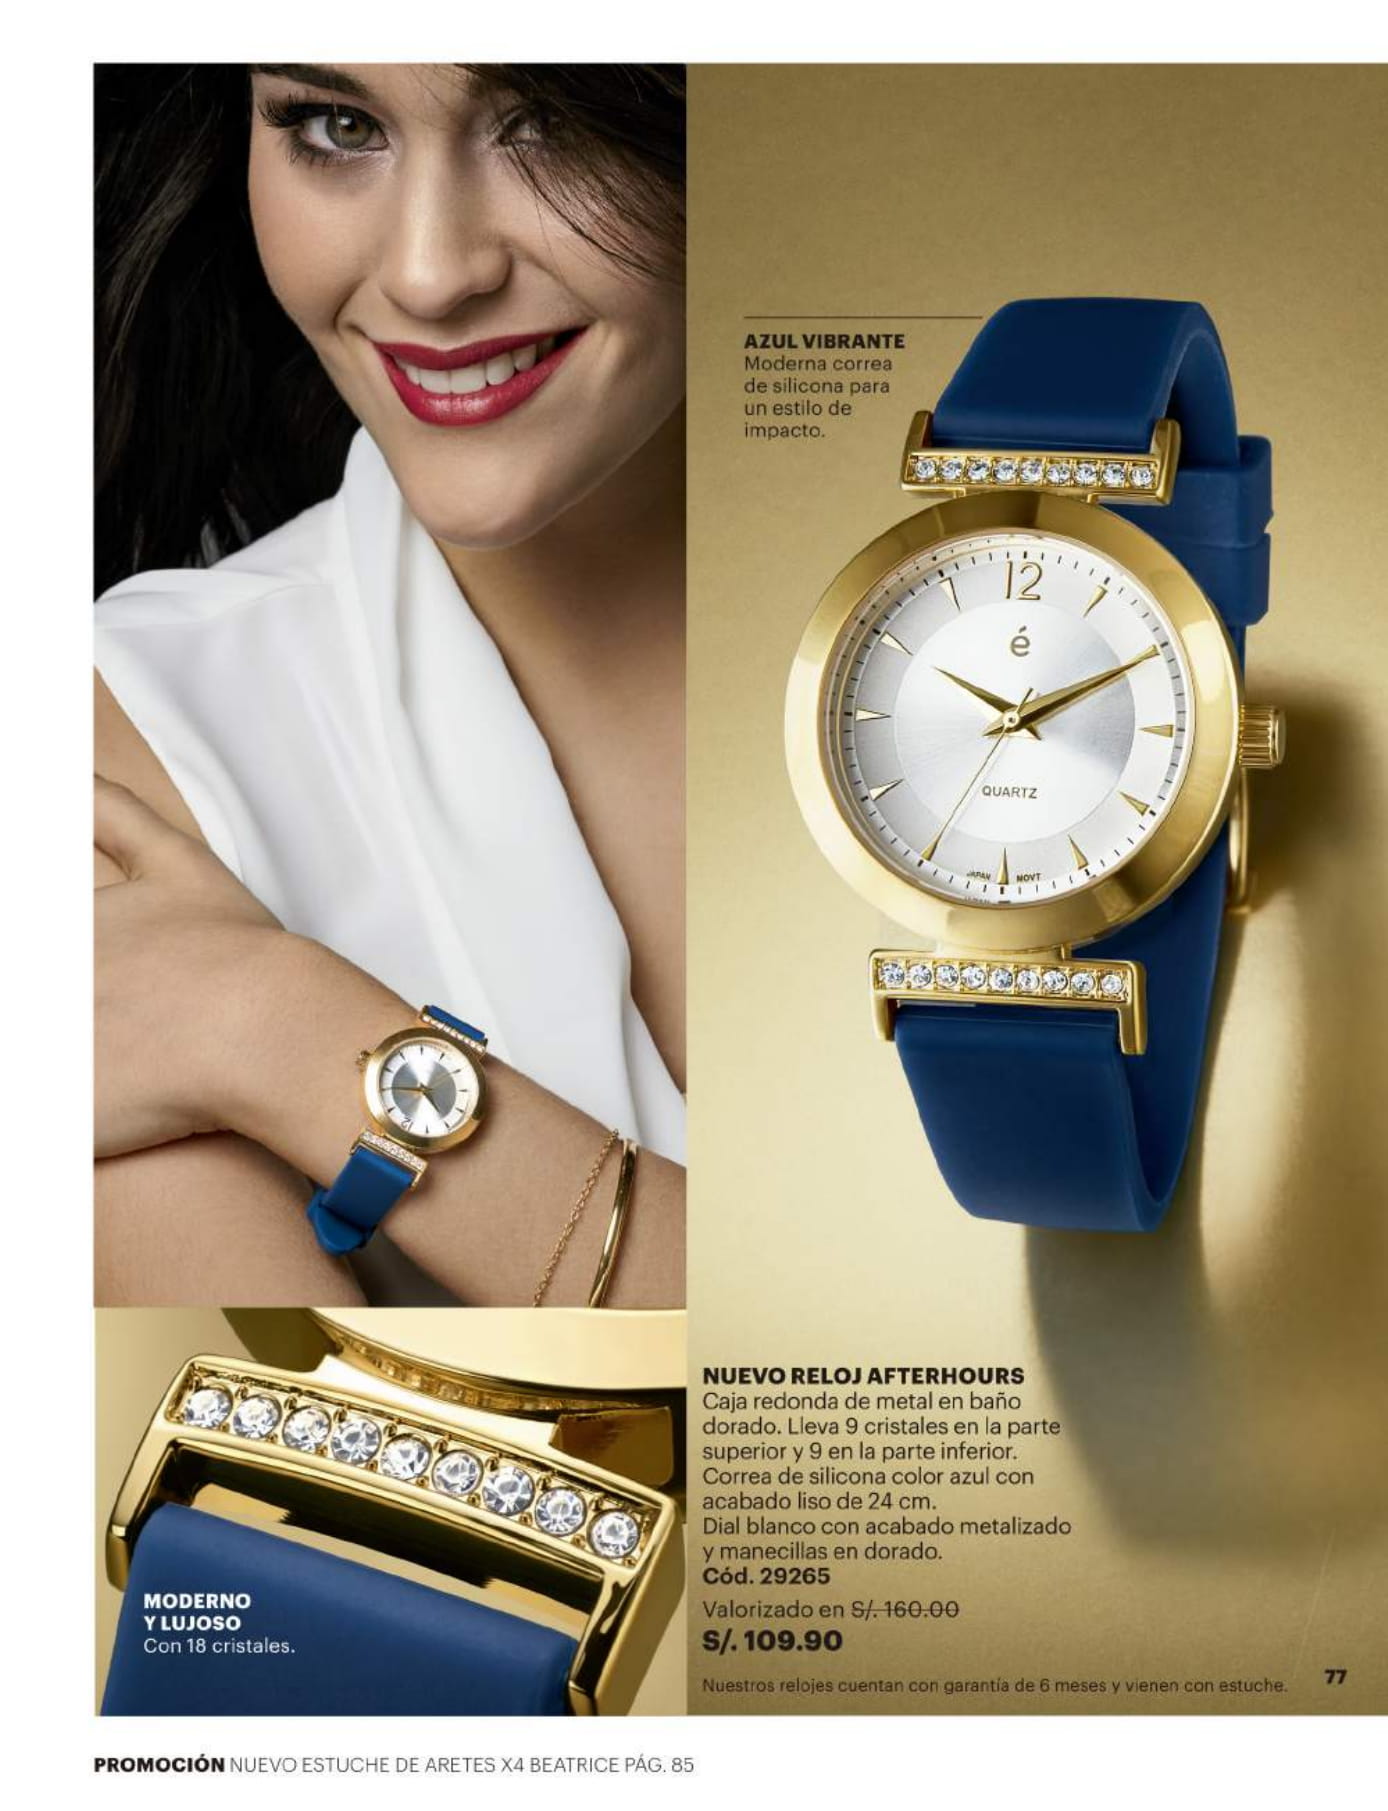 AZUL VIBRANTE
Moderna correa
de silicona para
un estilo de
impacto.
12
é
QUARTZ
JAPAN MOVT
12
NUEVO RELOJ AFTERHOURS
Caja redonda de metal en baño
dorado. Lleva 9 cristales en la parte
superior y 9 en la parte inferior.
Correa de silicona color azul con
acabado liso de 24 cm.
Dial blanco con acabado metalizado
y manecillas en dorado.
Cód. 29265
Valorizado en S/. 160.00
S/. 109.90
Nuestros relojes cuentan con garantía de 6 meses y vienen con estuche.
77
MODERNO
Y LUJOSO
Con 18 cristales.
PROMOCIÓN NUEVO ESTUCHE DE ARETES X4 BEATRICE PÁG. 85